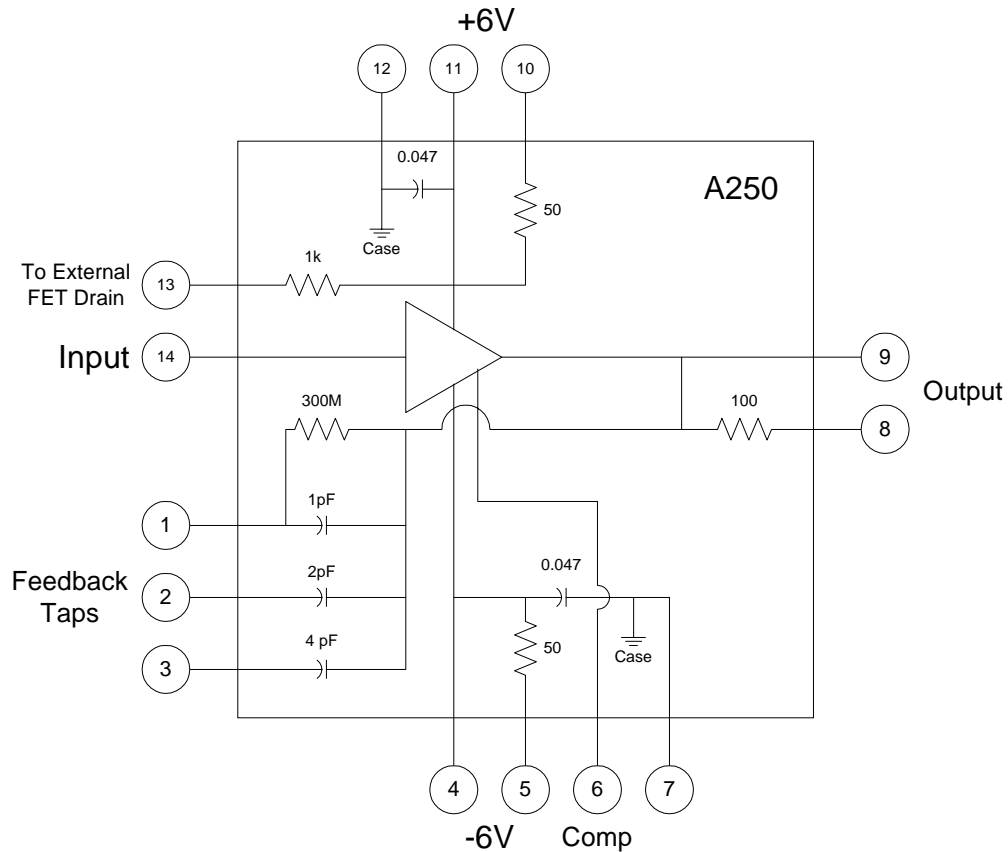 +6V
12
11
10
0.047
A250
50
Case
1k
To External
FET Drain
13
Input
14
9
300M
100
Output
8
1pF
1
0.047
2pF
Feedback
Taps
2
4 pF
50
Case
3
4
5
6
7
-6V
Comp